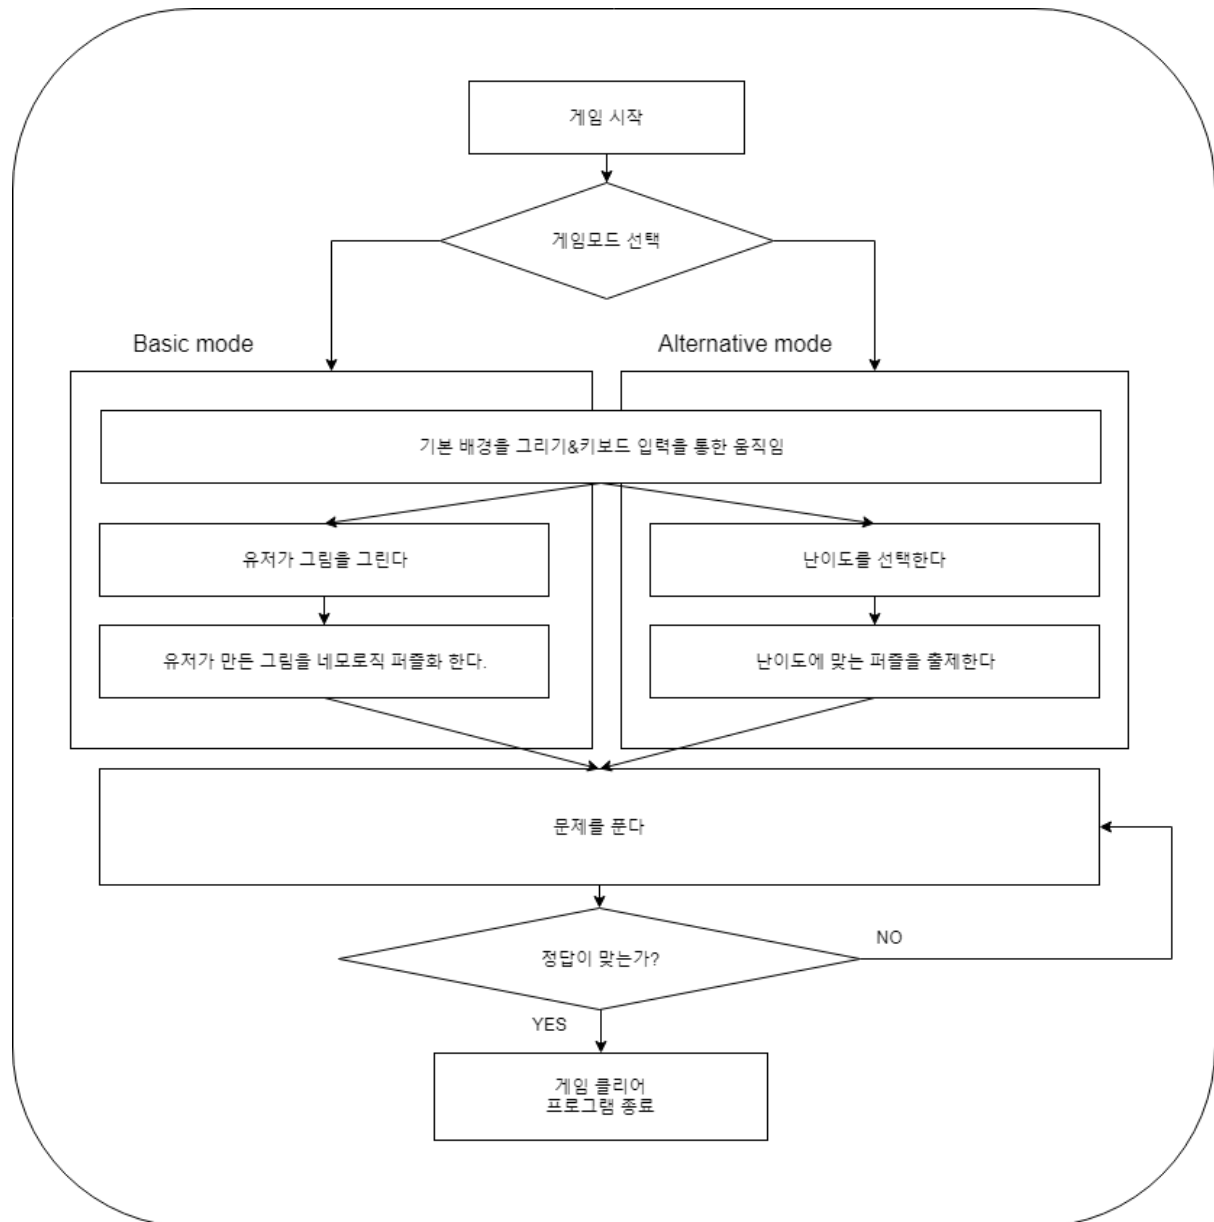 게임 시작
게임모드 선택
Basic mode
Alternative mode
기본 배경을 그리기&키보드 입력을 통한 움직임
유저가 그림을 그린다
난이도를 선택한다
유저가 만든 그림을 네모로직 퍼즐화 한다.
난이도에 맞는 퍼즐을 출제한다
문제를 푼다
정답이 맞는가?
NO
YES
게임 클리어
프로그램 종료